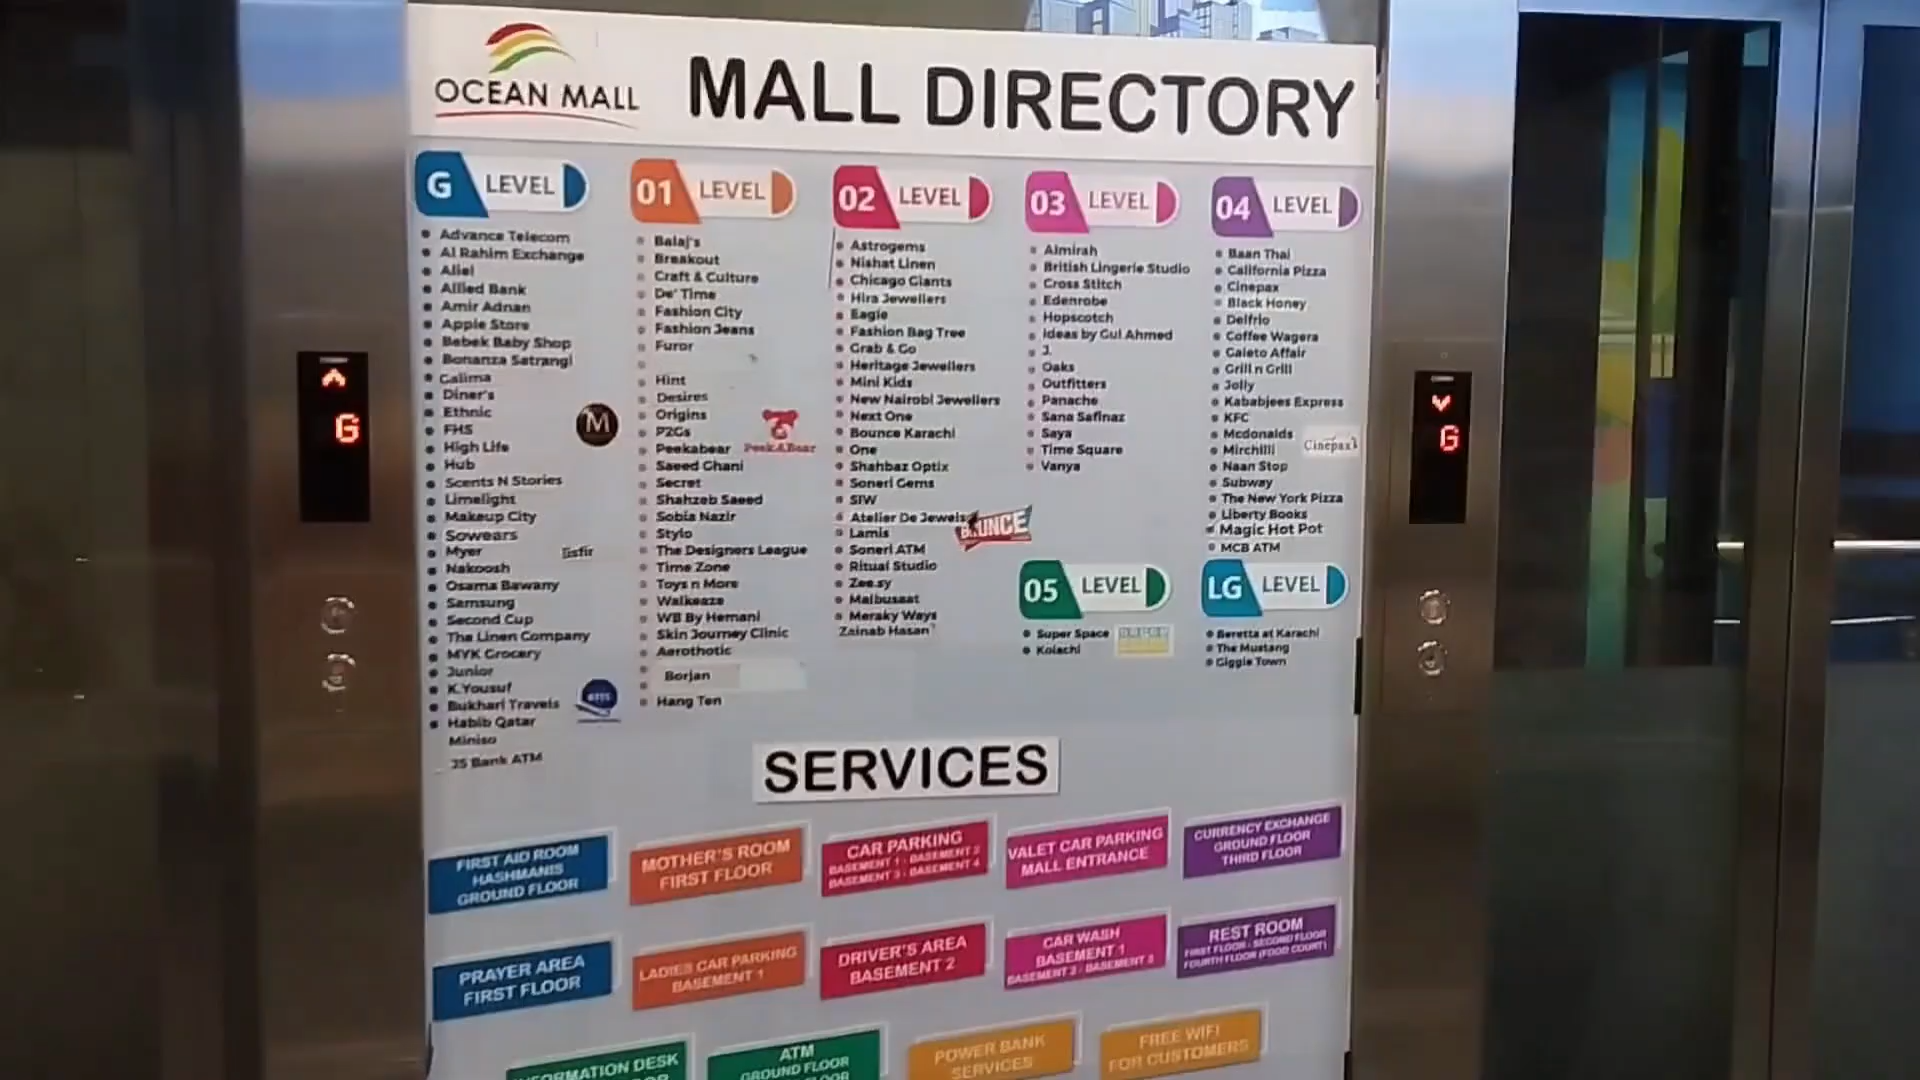 OCEAN MALL
MALL DIRECTORY
G LEVEL
Advance Telecom
Al Rahim Exchange
Aliel
Allied Bank
Amir Adnan
Apple Store
Bebek Baby Shop
Bonanza Satrangi
Galima
Diner's
Ethnic
FHS
High Life
Hub
Scents N Stories
Limelight
Makeup City
Sowears
Myer
Nakoosh
Osama Bawany
Samsung
Second Cup
The Linen Company
MYK Grocery
Junior
K.Yousuf
Bukhari Travels
Habib Qatar
Miniso
JS Bank ATM
M
01 LEVEL
Balaj's
Breakout
Craft & Culture
De' Time
Fashion City
Fashion Jeans
Furor
Hint
Desires
Origins
P2Gs
Peekabear
Saeed Ghani
Secret
Shahzeb Saeed
Sobia Nazir
Stylo
The Designers League
Time Zone
Toys n More
Walkeaze
WB By Hemani
Skin Journey Clinic
Aerothotic
Borjan
Hang Ten
PeekABear
02 LEVEL
Astrogems
Nishat Linen
Chicago Giants
Hira Jewellers
Eagle
Fashion Bag Tree
Grab & Go
Heritage Jewellers
Mini Kids
New Nairobi Jewellers
Next One
Bounce Karachi
One
Shahbaz Optix
Soneri Gems
SIW
Atelier De Jewels
Lamis
Soneri ATM
Ritual Studio
Zee.sy
Malbusaat
Meraky Ways
Zainab Hasan
BOUNCE
03 LEVEL
Almirah
British Lingerie Studio
Cross Stitch
Edenrobe
Hopscotch
Ideas by Gul Ahmed
J.
Oaks
Outfitters
Panache
Sana Safinaz
Saya
Time Square
Vanya
04 LEVEL
Baan Thai
California Pizza
Cinepax
Black Honey
Delfrio
Coffee Wagera
Galeto Affair
Grill n Grill
Jolly
Kababjees Express
KFC
Mcdonalds
Mirchilli
Naan Stop
Subway
The New York Pizza
Liberty Books
Magic Hot Pot
MCB ATM
Cinepax
05 LEVEL
Super Space
Kolachi
LG LEVEL
Beretta at Karachi
The Mustang
Giggle Town
G
G
SERVICES
FIRST AID ROOM
HASHMANIS
GROUND FLOOR
MOTHER'S ROOM
FIRST FLOOR
CAR PARKING
BASEMENT 1 - BASEMENT 2
BASEMENT 3 - BASEMENT 4
VALET CAR PARKING
MALL ENTRANCE
CURRENCY EXCHANGE
GROUND FLOOR
THIRD FLOOR
PRAYER AREA
FIRST FLOOR
LADIES CAR PARKING
BASEMENT 1
DRIVER'S AREA
BASEMENT 2
CAR WASH
BASEMENT 1
BASEMENT 2 - BASEMENT 3
REST ROOM
FIRST FLOOR - SECOND FLOOR
FOURTH FLOOR (FOOD COURT)
INFORMATION DESK
ATM
GROUND FLOOR
POWER BANK
SERVICES
FREE WIFI
FOR CUSTOMERS